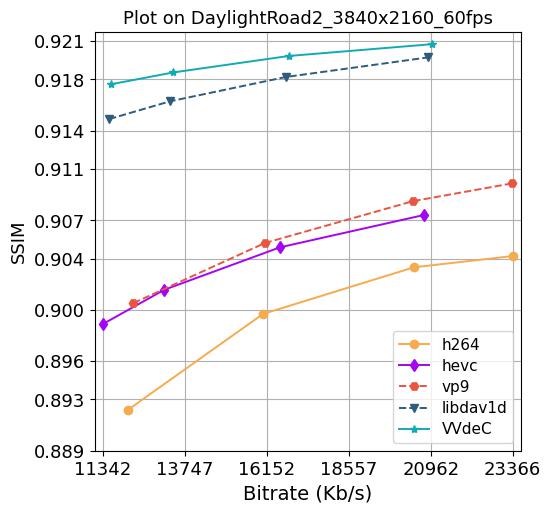 Plot on DaylightRoad2_3840x2160_60fps
0.921
0.918
0.914
0.911
0.907
0.904
0.900
0.896
0.893
0.889
SSIM
h264
hevc
vp9
libdav1d
VVdeC
11342 13747 16152 18557 20962 23366
Bitrate (Kb/s)